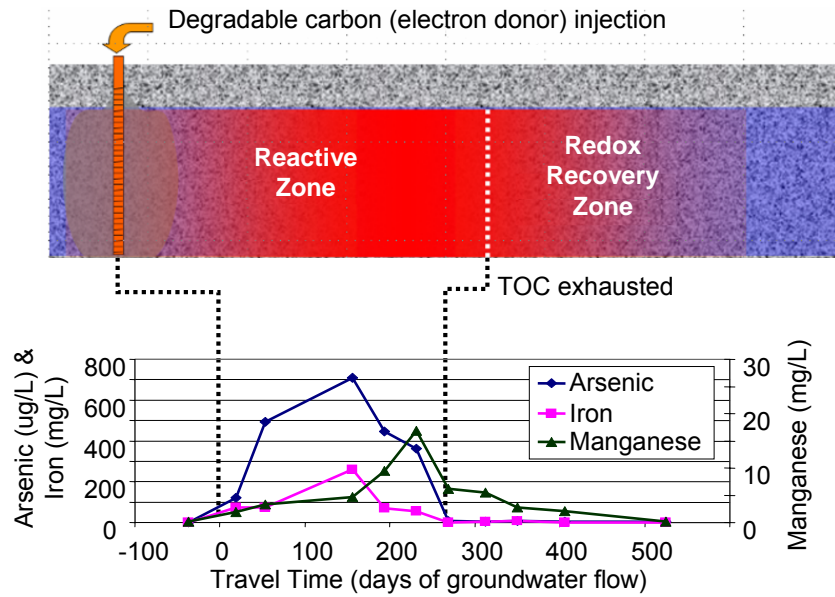 Degradable carbon (electron donor) injection
Reactive
Zone
Redox
Recovery
Zone
TOC exhausted
Arsenic (ug/L) &
Iron (mg/L)
800
600
400
200
0
Arsenic
Iron
Manganese
30
20
10
0
Manganese (mg/L)
-100
0
100
200
300
400
500
Travel Time (days of groundwater flow)